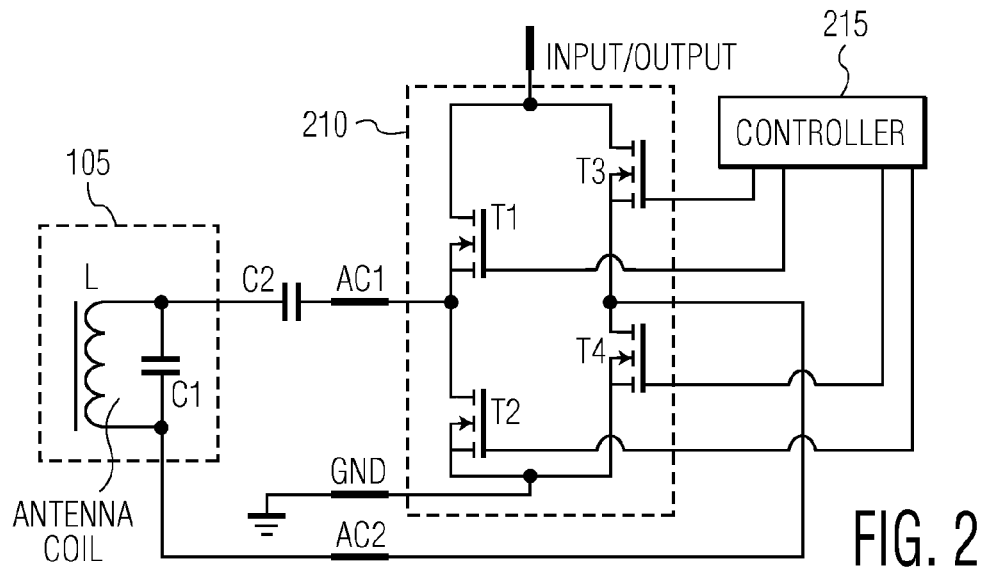 215
INPUT/OUTPUT
210
CONTROLLER
T3
105
T1
L
C2
AC1
T4
C1
T2
GND
ANTENNA
COIL
AC2
FIG. 2